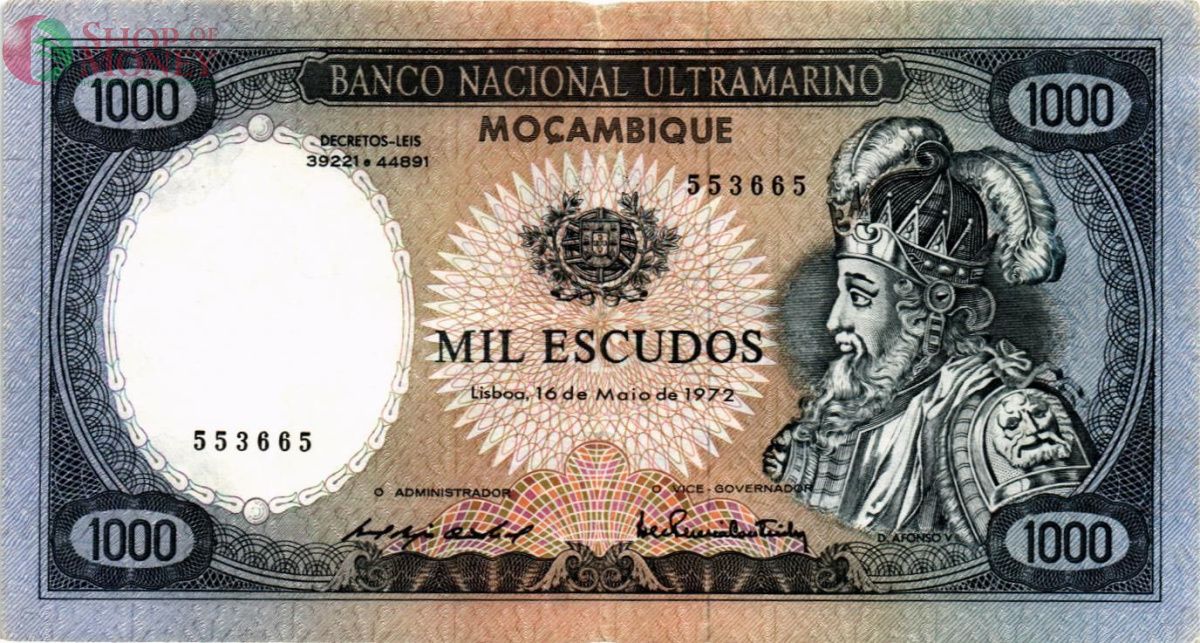 SHOP OF
MONEY
1000
BANCO NACIONAL ULTRAMARINO
1000
MOÇAMBIQUE
DECRETOS-LEIS
39221 e 44891
553665
MIL ESCUDOS
Lisboa, 16 de Maio de 1972
553665
O ADMINISTRADOR
O VICE-GOVERNADOR
1000
D. AFONSO V
1000